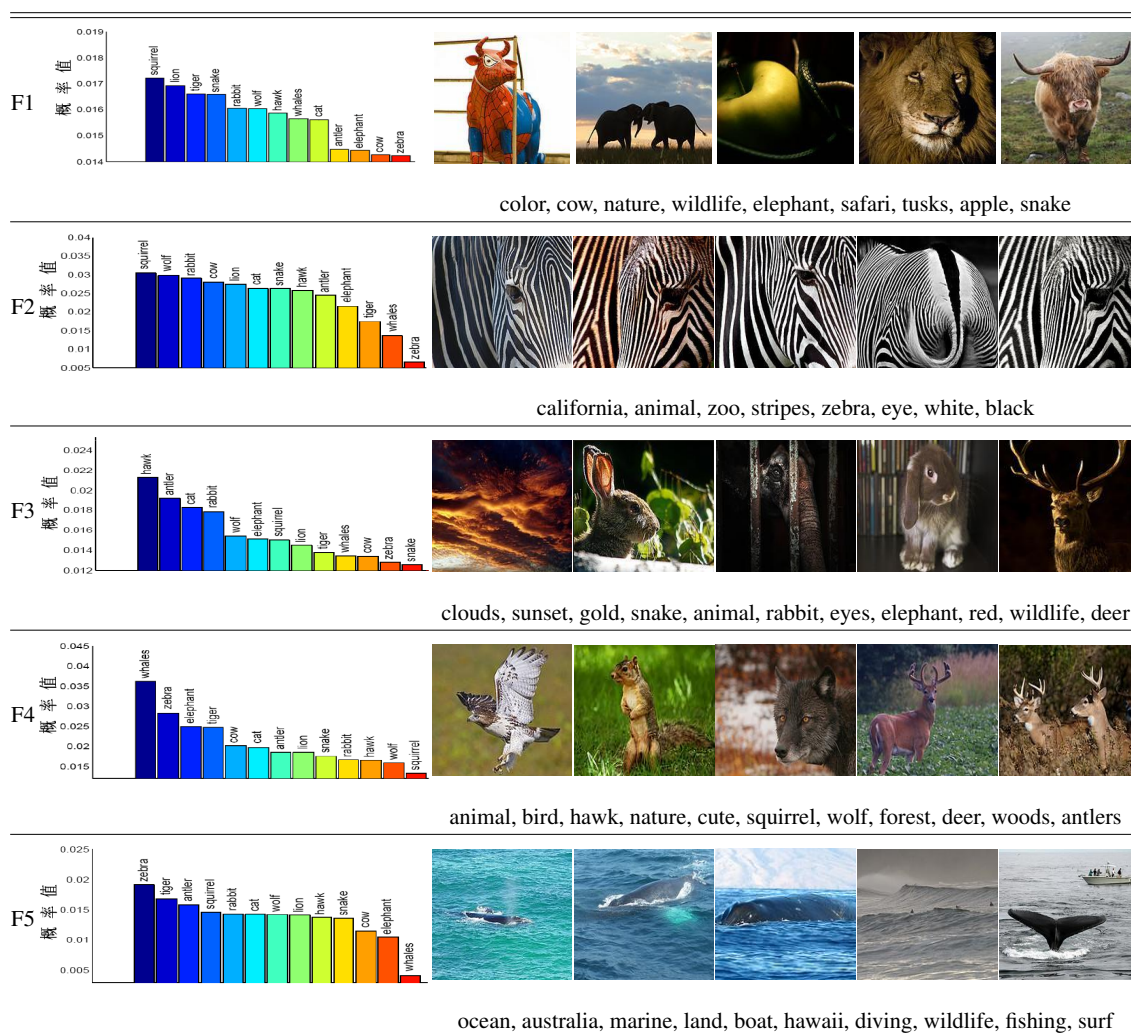 F1
概率值
0.019
0.018
0.017
0.016
0.015
0.014
squirrel
lion
tiger
snake
rabbit
wolf
hawk
whales
cat
antler
elephant
cow
zebra
color, cow, nature, wildlife, elephant, safari, tusks, apple, snake
F2
概率值
0.04
0.035
0.03
0.025
0.02
0.015
0.01
0.005
squirrel
wolf
rabbit
cow
lion
cat
snake
hawk
antler
elephant
tiger
whales
zebra
california, animal, zoo, stripes, zebra, eye, white, black
F3
概率值
0.024
0.022
0.02
0.018
0.016
0.014
0.012
hawk
antler
cat
rabbit
wolf
elephant
squirrel
lion
tiger
whales
cow
zebra
snake
clouds, sunset, gold, snake, animal, rabbit, eyes, elephant, red, wildlife, deer
F4
概率值
0.045
0.04
0.035
0.03
0.025
0.02
0.015
whales
zebra
elephant
tiger
cow
cat
antler
lion
snake
rabbit
hawk
wolf
squirrel
animal, bird, hawk, nature, cute, squirrel, wolf, forest, deer, woods, antlers
F5
概率值
0.025
0.02
0.015
0.01
0.005
zebra
tiger
antler
squirrel
rabbit
cat
wolf
lion
hawk
snake
cow
elephant
whales
ocean, australia, marine, land, boat, hawaii, diving, wildlife, fishing, surf